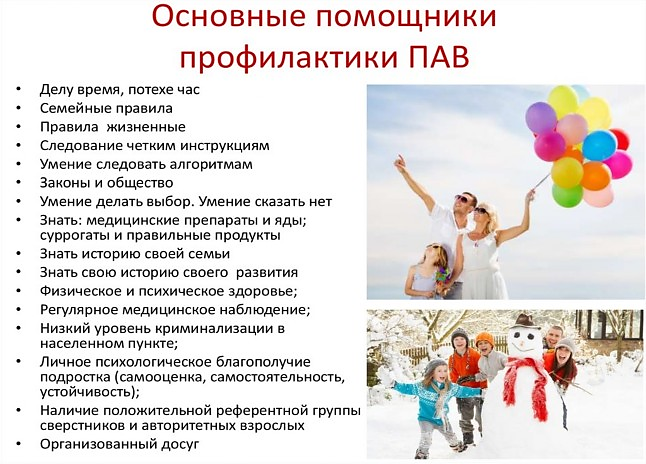 Основные помощники
профилактики ПАВ
• Делу время, потехе час
• Семейные правила
• Правила  жизненные
• Следование четким инструкциям
• Умение следовать алгоритмам
• Законы и общество
• Умение делать выбор. Умение сказать нет
• Знать: медицинские препараты и яды;
суррогаты и правильные продукты
• Знать историю своей семьи
• Знать свою историю своего  развития
• Физическое и психическое здоровье;
• Регулярное медицинское наблюдение;
• Низкий уровень криминализации в
населенном пункте;
• Личное психологическое благополучие
подростка (самооценка, самостоятельность,
устойчивость);
• Наличие положительной референтной группы
сверстников и авторитетных взрослых
• Организованный досуг